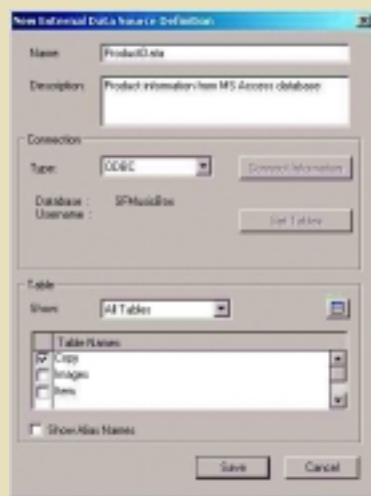 New External Data Source Definition
Name: ProductData
Description: Product information from MS Access database
Connection
Type: ODBC
Connect Information
Database : SFMusicBox
Username :
Get Tables
Table
Show: All Tables
Table Names
Copy
Images
Item
Show Alias Names
Save Cancel